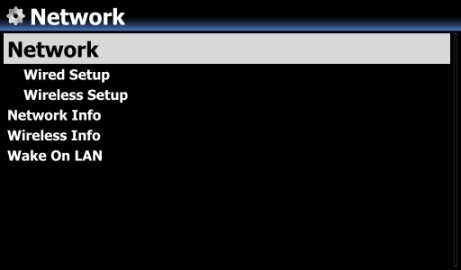 Network
Network
Wired Setup
Wireless Setup
Network Info
Wireless Info
Wake On LAN